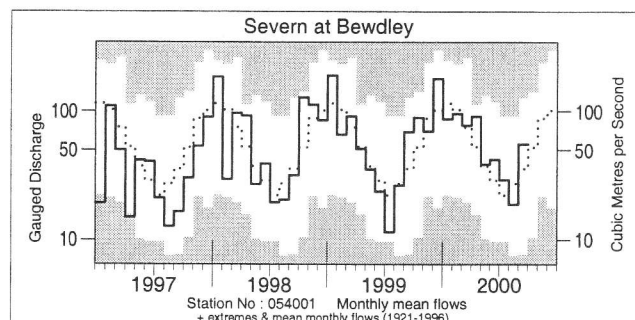 Severn at Bewdley
Gauged Discharge
100
50
10
100
50
10
Cubic Metres per Second
1997 1998 1999 2000
Station No : 054001 Monthly mean flows
+ extremes & mean monthly flows (1921-1996)